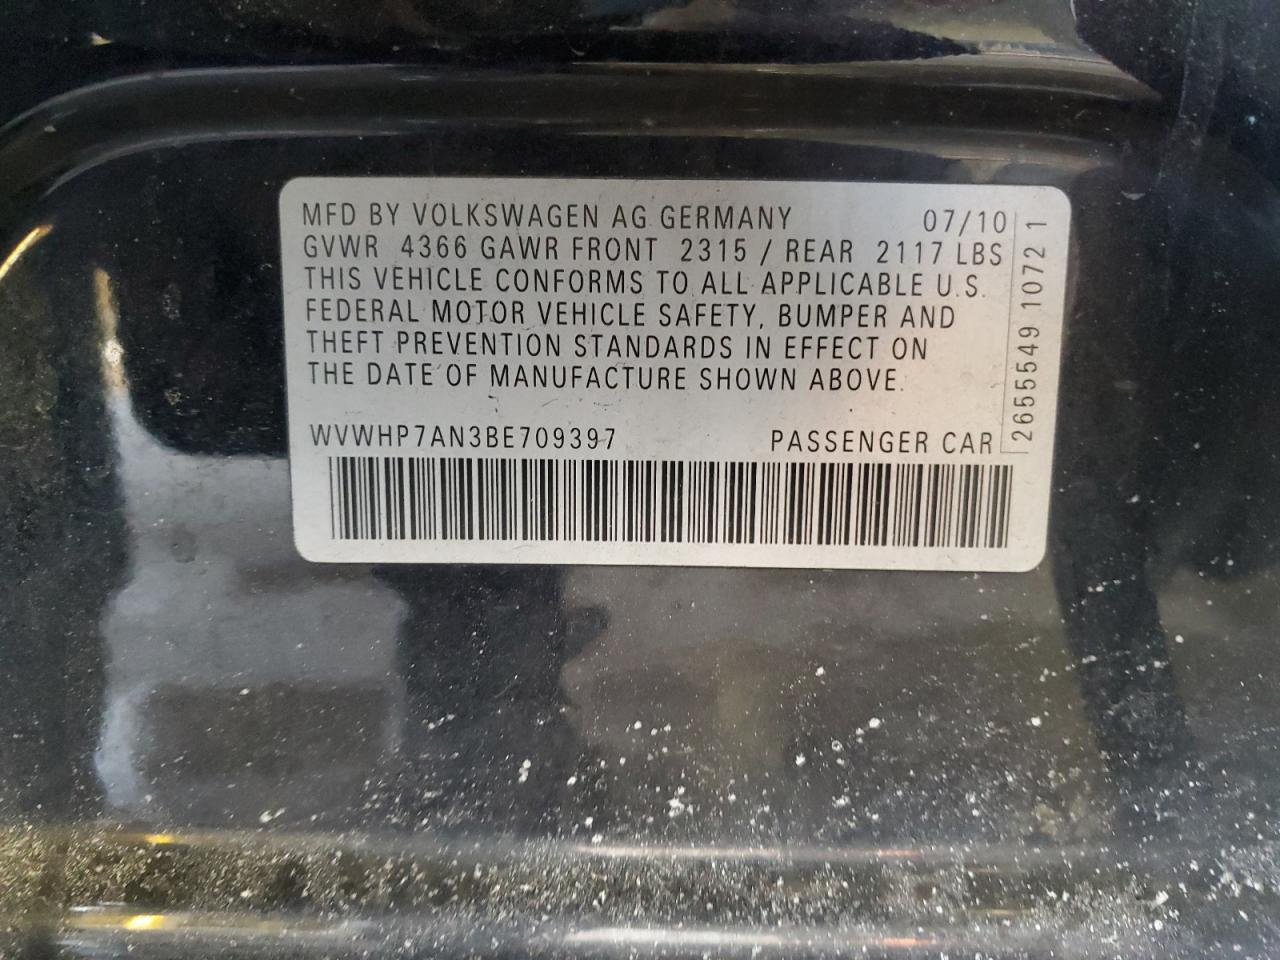 MFD BY VOLKSWAGEN AG GERMANY 07/10
GVWR 4366 GAWR FRONT 2315 / REAR 2117 LBS
THIS VEHICLE CONFORMS TO ALL APPLICABLE U.S.
FEDERAL MOTOR VEHICLE SAFETY, BUMPER AND
THEFT PREVENTION STANDARDS IN EFFECT ON
THE DATE OF MANUFACTURE SHOWN ABOVE.
WVWHP7AN3BE709397 PASSENGER CAR
2655549 10721